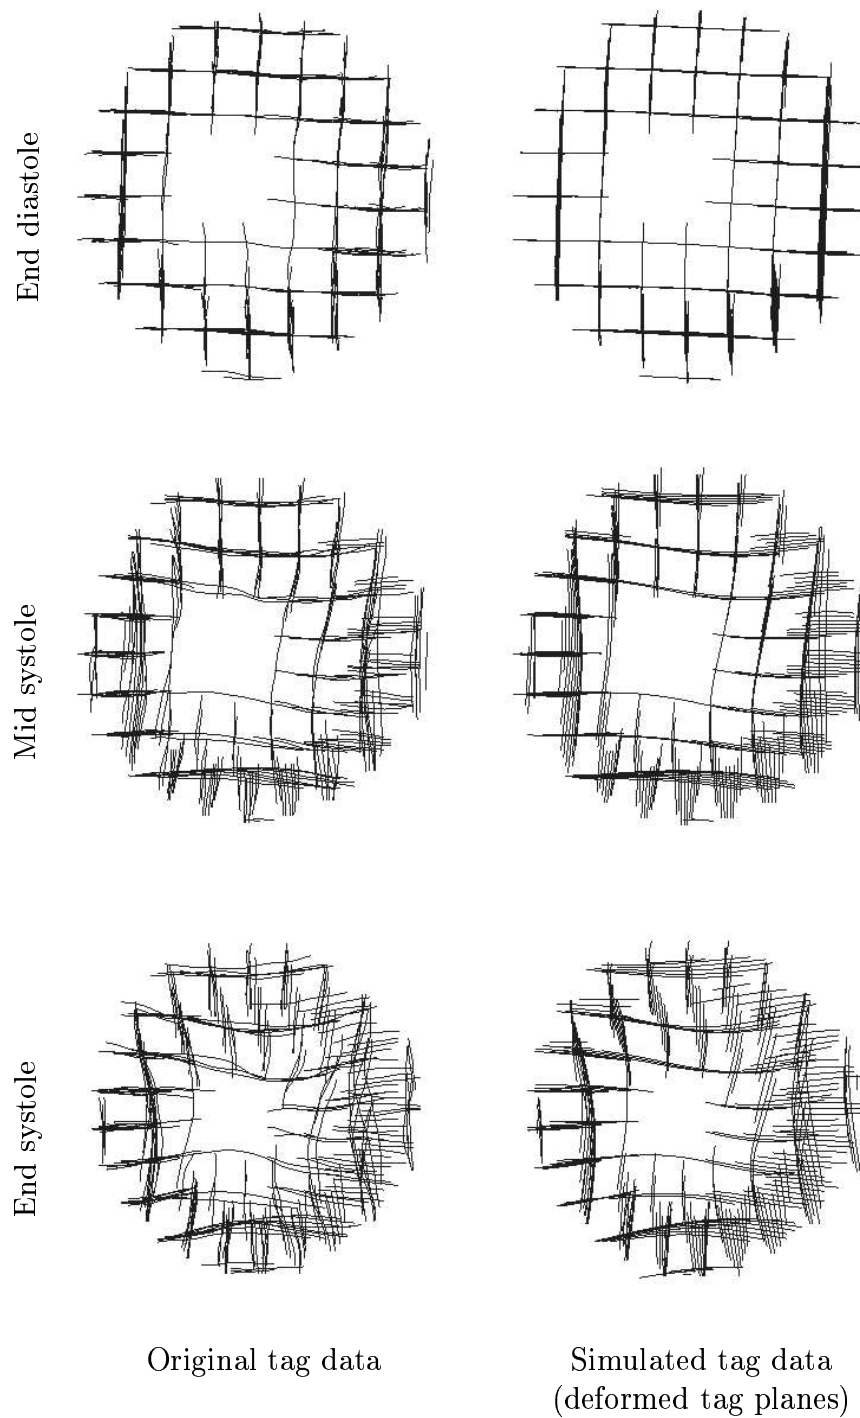 End diastole
Mid systole
End systole
Original tag data
Simulated tag data
(deformed tag planes)